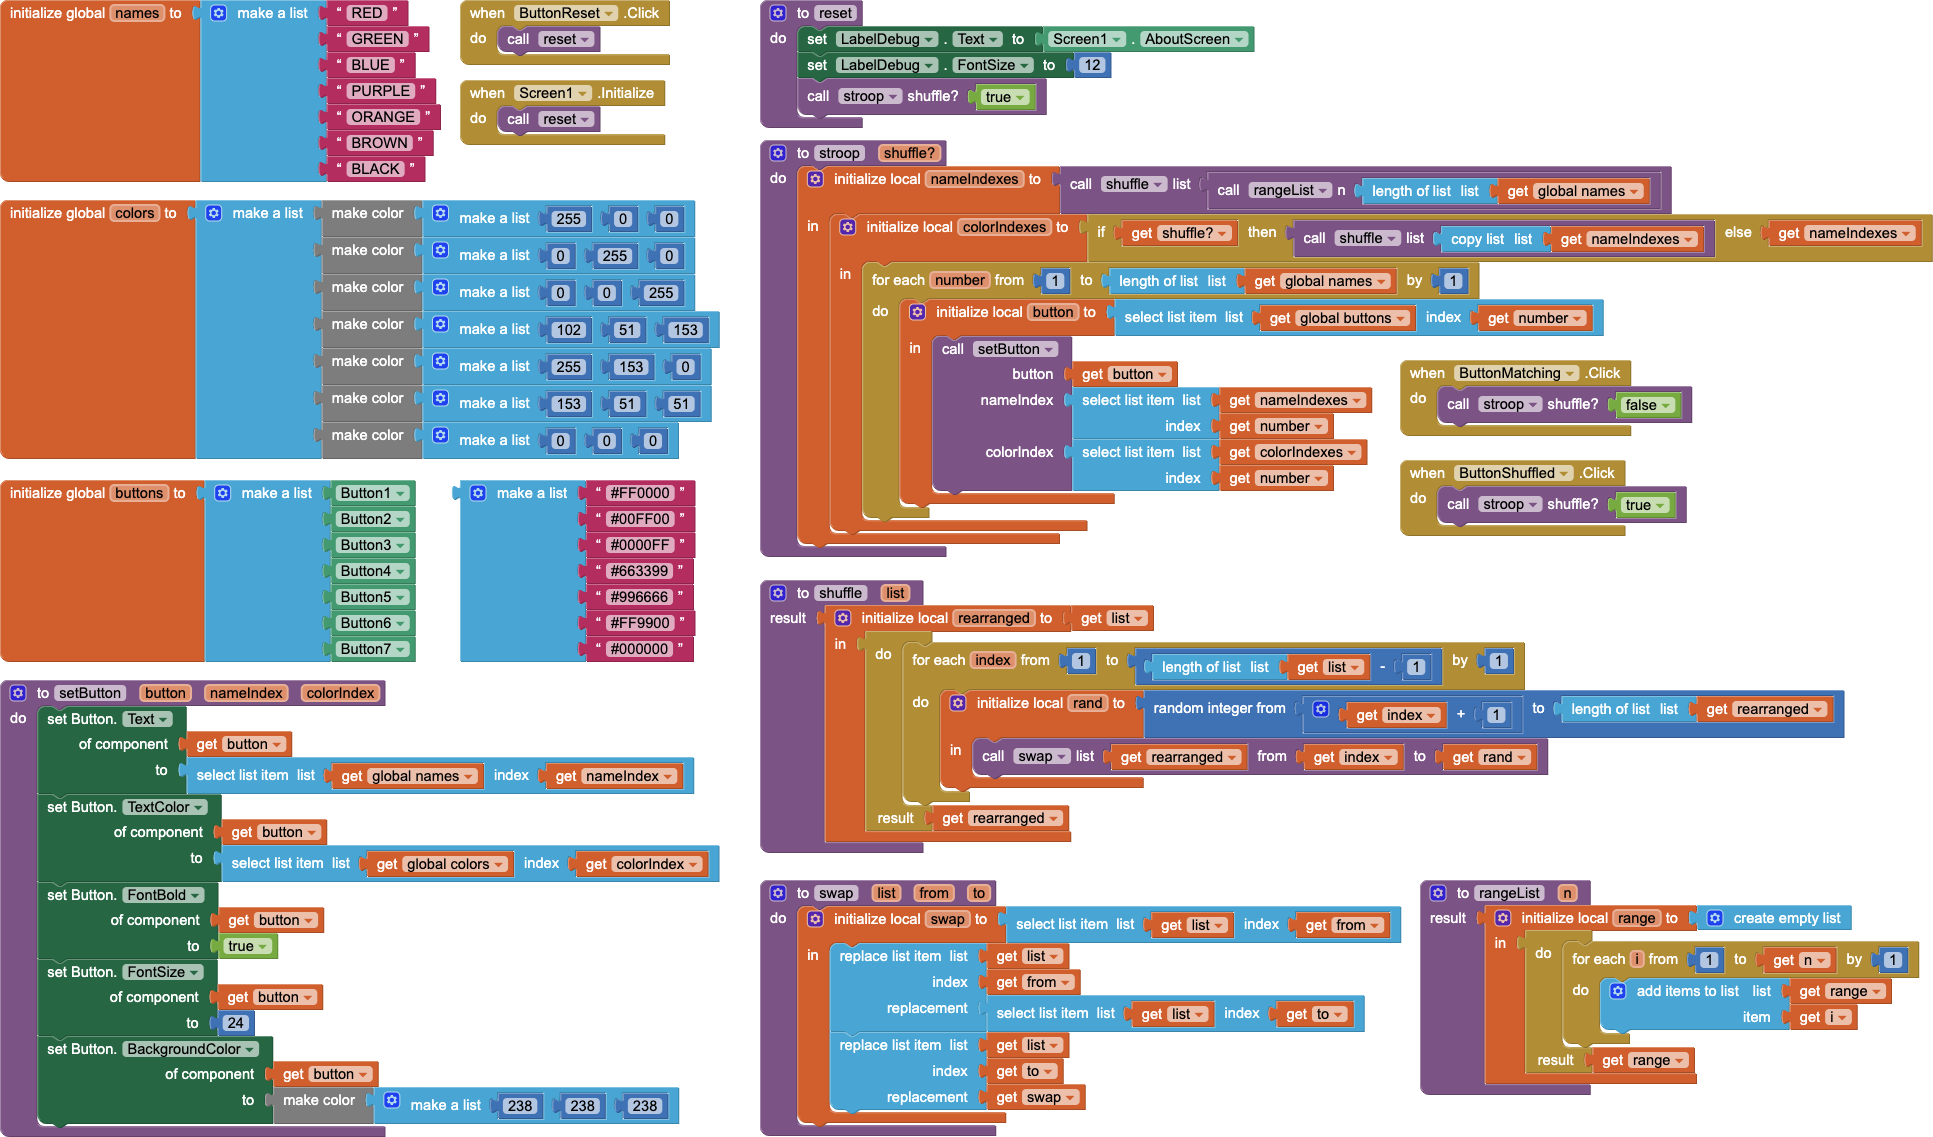 initialize global names to make a list " RED "
" GREEN "
" BLUE "
" PURPLE "
" ORANGE "
" BROWN "
" BLACK "
when ButtonReset .Click
do call reset
when Screen1 .Initialize
do call reset
initialize global colors to make a list make color make a list 255 0 0
make color make a list 0 255 0
make color make a list 0 0 255
make color make a list 102 51 153
make color make a list 255 153 0
make color make a list 153 51 51
make color make a list 0 0 0
initialize global buttons to make a list Button1
Button2
Button3
Button4
Button5
Button6
Button7
make a list " #FF0000 "
" #00FF00 "
" #0000FF "
" #663399 "
" #996666 "
" #FF9900 "
" #000000 "
to setButton button nameIndex colorIndex
do set Button. Text
of component get button
to select list item list get global names index get nameIndex
set Button. TextColor
of component get button
to select list item list get global colors index get colorIndex
set Button. FontBold
of component get button
to true
set Button. FontSize
of component get button
to 24
set Button. BackgroundColor
of component get button
to make color make a list 238 238 238
to reset
do set LabelDebug . Text to Screen1 . AboutScreen
set LabelDebug . FontSize to 12
call stroop shuffle? true
to stroop shuffle?
do initialize local nameIndexes to call shuffle list call rangeList n length of list list get global names
in initialize local colorIndexes to if get shuffle? then call shuffle list copy list list get nameIndexes else get nameIndexes
in for each number from 1 to length of list list get global names by 1
do initialize local button to select list item list get global buttons index get number
in call setButton
button get button
nameIndex select list item list get nameIndexes
index get number
colorIndex select list item list get colorIndexes
index get number
when ButtonMatching .Click
do call stroop shuffle? false
when ButtonShuffled .Click
do call stroop shuffle? true
to shuffle list
result initialize local rearranged to get list
in do for each index from 1 to length of list list get list - 1 by 1
do initialize local rand to random integer from get index + 1 to length of list list get rearranged
in call swap list get rearranged from get index to get rand
result get rearranged
to swap list from to
do initialize local swap to select list item list get list index get from
in replace list item list get list
index get from
replacement select list item list get list index get to
replace list item list get list
index get to
replacement get swap
to rangeList n
result initialize local range to create empty list
in do for each i from 1 to get n by 1
do add items to list list get range
item get i
result get range